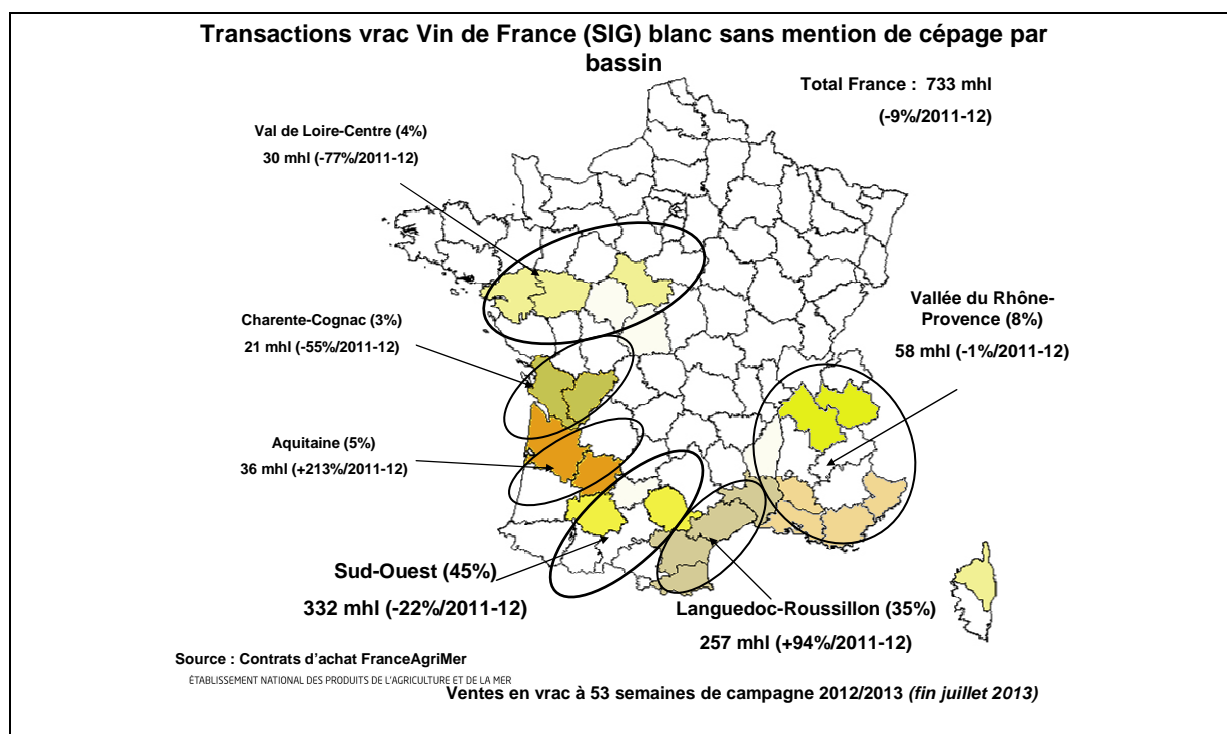 Transactions vrac Vin de France (SIG) blanc sans mention de cépage par
bassin
Total France : 733 mhl
(-9%/2011-12)
Val de Loire-Centre (4%)
30 mhl (-77%/2011-12)
Vallée du Rhône-
Provence (8%)
58 mhl (-1%/2011-12)
Charente-Cognac (3%)
21 mhl (-55%/2011-12)
Aquitaine (5%)
36 mhl (+213%/2011-12)
Sud-Ouest (45%)
332 mhl (-22%/2011-12)
Languedoc-Roussillon (35%)
257 mhl (+94%/2011-12)
Source : Contrats d'achat FranceAgriMer
ÉTABLISSEMENT NATIONAL DES PRODUITS DE L'AGRICULTURE ET DE LA MER
Ventes en vrac à 53 semaines de campagne 2012/2013 (fin juillet 2013)